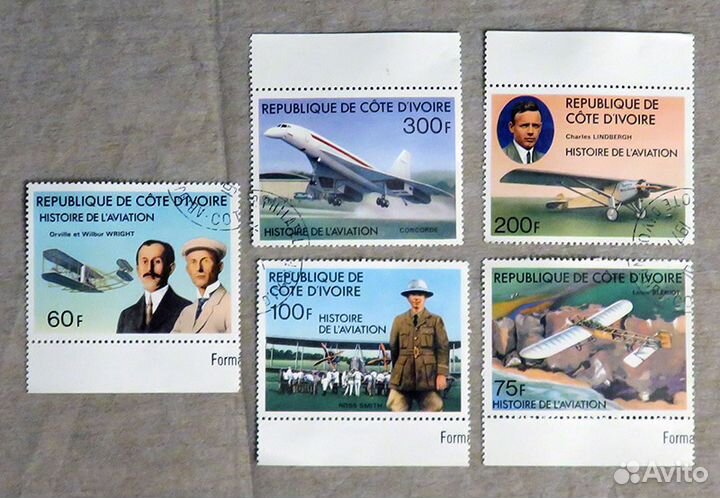 REPUBLIQUE DE CÔTE D'IVOIRE
HISTOIRE DE L'AVIATION
Orville et Wilbur WRIGHT
60F
Forma
REPUBLIQUE DE CÔTE D'IVOIRE
300F
HISTOIRE DE L'AVIATION
CONCORDE
REPUBLIQUE DE
CÔTE D'IVOIRE
Charles LINDBERGH
HISTOIRE DE L'AVIATION
200F
REPUBLIQUE DE
CÔTE D'IVOIRE
100F
HISTOIRE
DE L'AVIATION
ROSS SMITH
Forma
REPUBLIQUE DE CÔTE D'IVOIRE
Louis BLERIOT
75F
HISTOIRE DE L'AVIATION
Forma
Avito